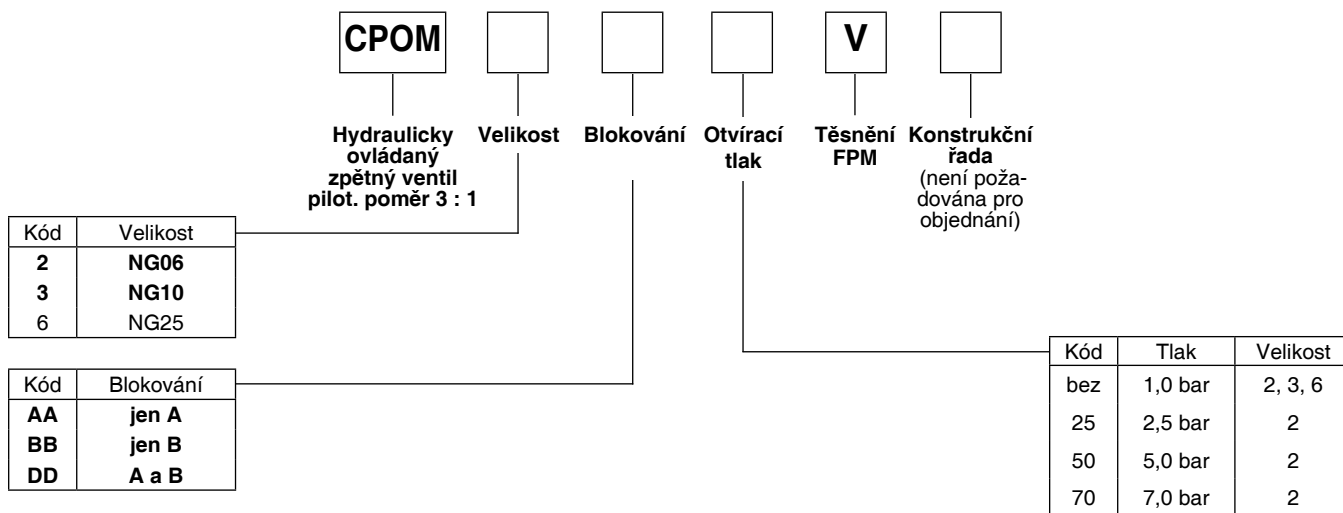 CPOM V
Hydraulicky
ovládaný
zpětný ventil
pilot. poměr 3 : 1
Velikost
Blokování
Otvírací
tlak
Těsnění
FPM
Konstrukční
řada
(není poža-
dována pro
objednání)
Kód Velikost
2 NG06
3 NG10
6 NG25
Kód Blokování
AA jen A
BB jen B
DD A a B
Kód Tlak Velikost
bez 1,0 bar 2, 3, 6
25 2,5 bar 2
50 5,0 bar 2
70 7,0 bar 2